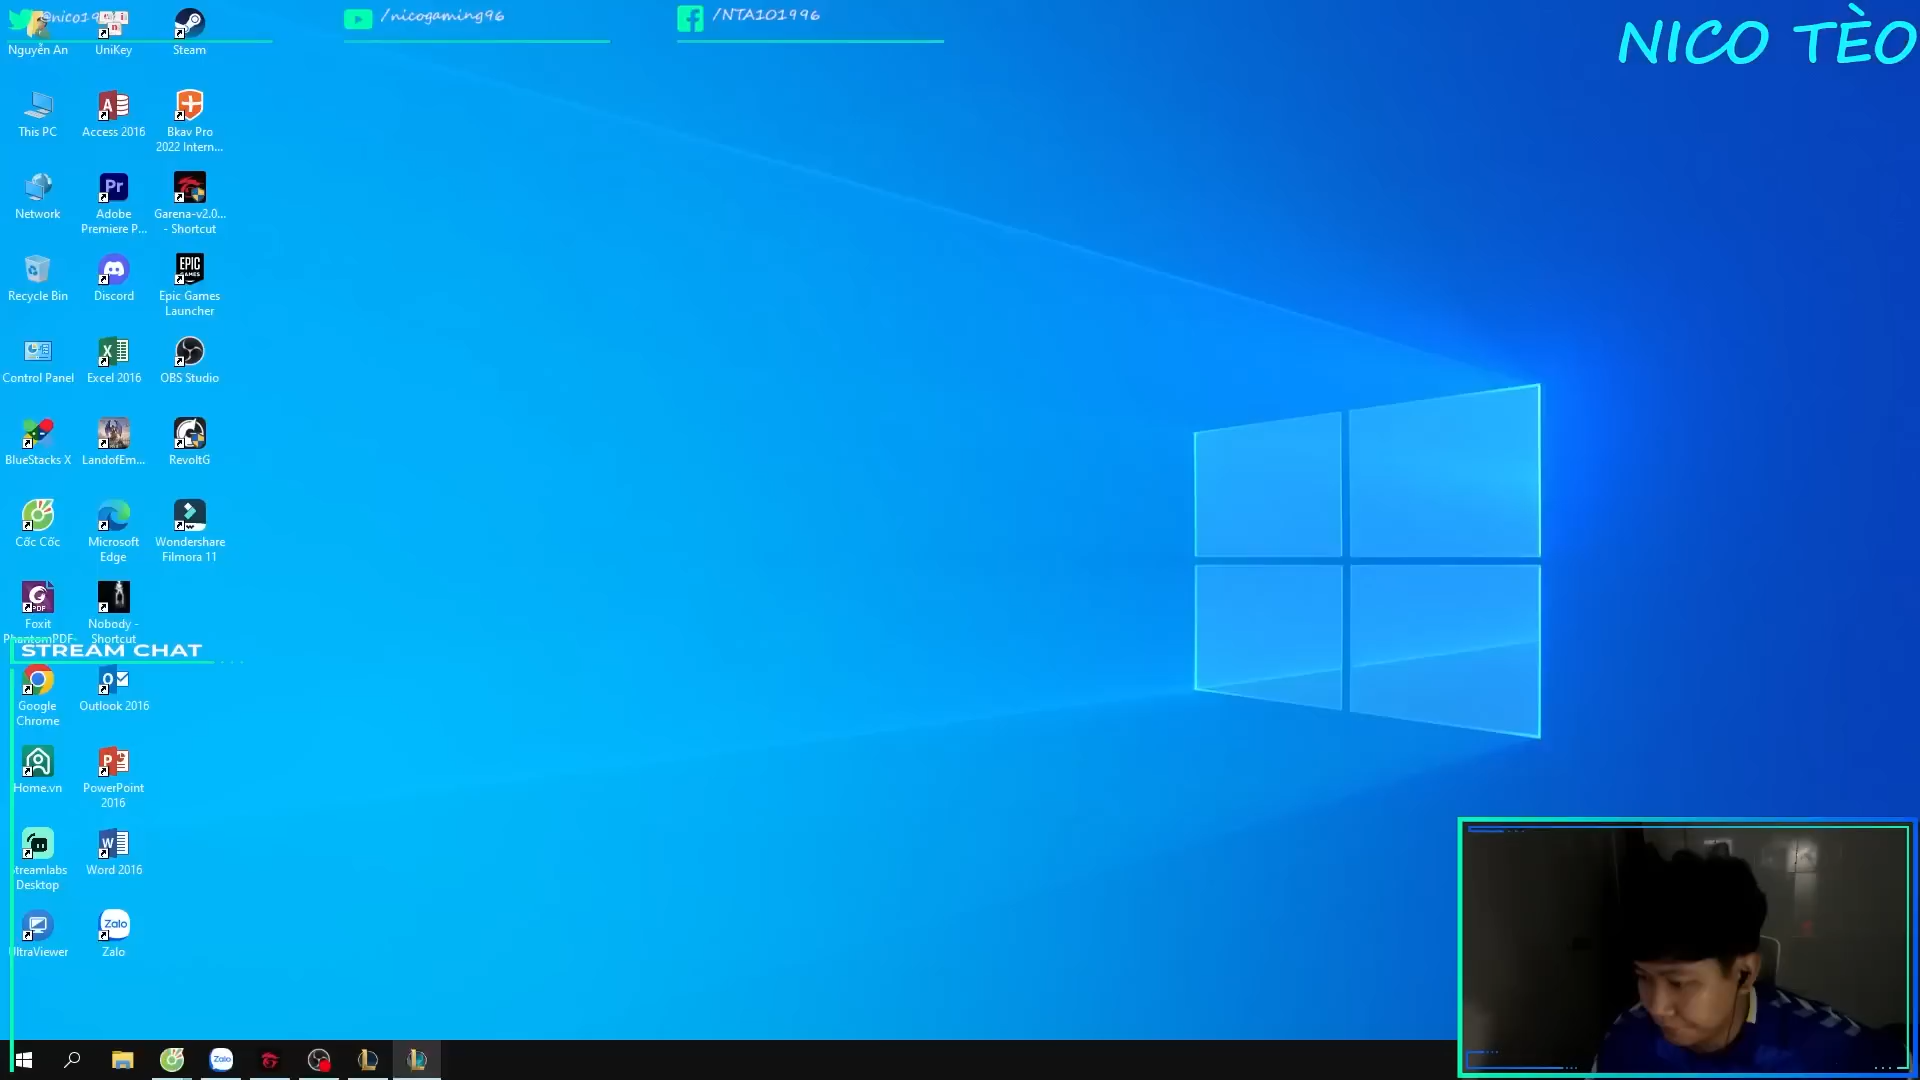 @nico19
/nicogaming96
/NTA101996
NICO TÈO
Nguyễn An
UniKey
Steam
This PC
Access 2016
Bkav Pro
2022 Intern...
Network
Adobe
Premiere P...
Garena-v2.0...
- Shortcut
Recycle Bin
Discord
Epic Games
Launcher
Control Panel
Excel 2016
OBS Studio
BlueStacks X
LandofEm...
RevoltG
Cốc Cốc
Microsoft
Edge
Wondershare
Filmora 11
Foxit
PhantomPDF
Nobody -
Shortcut
STREAM CHAT
Google
Chrome
Outlook 2016
Home.vn
PowerPoint
2016
treamlabs
Desktop
Word 2016
UltraViewer
Zalo